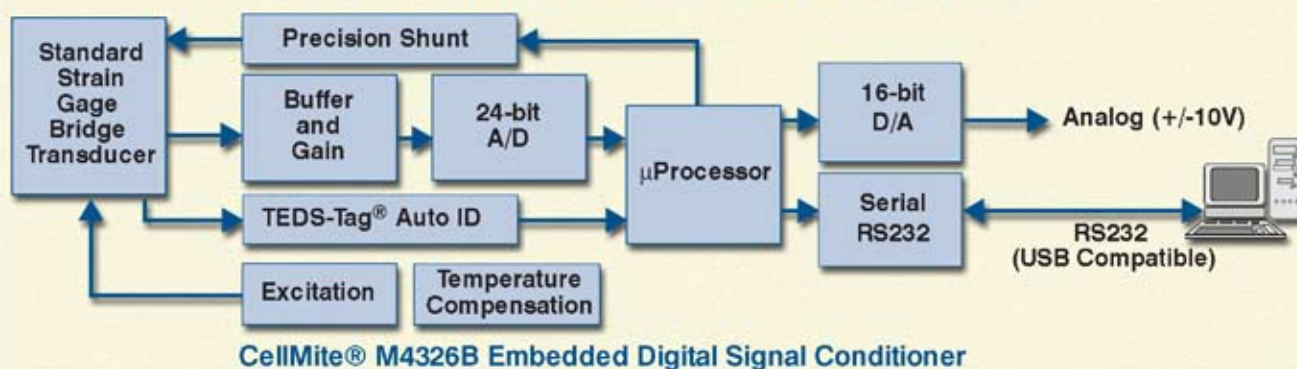 Standard
Strain
Gage
Bridge
Transducer
Precision Shunt
Buffer
and
Gain
24-bit
A/D
TEDS-Tag® Auto ID
Excitation
Temperature
Compensation
μProcessor
16-bit
D/A
Analog (+/-10V)
Serial
RS232
RS232
(USB Compatible)
CellMite® M4326B Embedded Digital Signal Conditioner